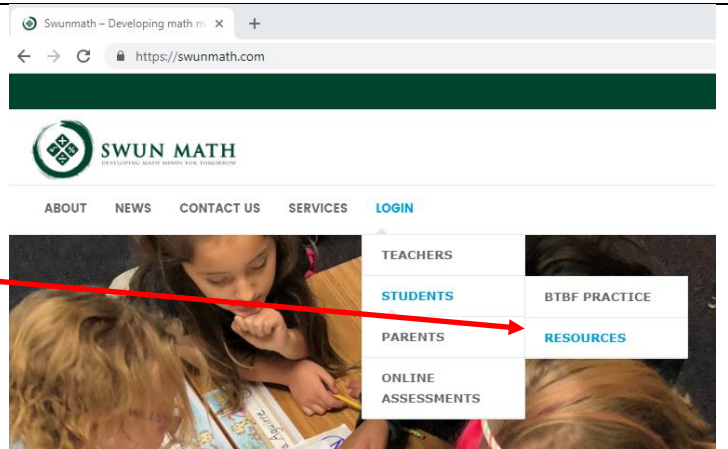 Swunmath – Developing math m
https://swunmath.com
SWUN MATH
DEVELOPING MATH MINDS FOR TOMORROW
ABOUT NEWS CONTACT US SERVICES LOGIN
TEACHERS
STUDENTS BTBF PRACTICE
PARENTS RESOURCES
ONLINE
ASSESSMENTS
a. Aguirre